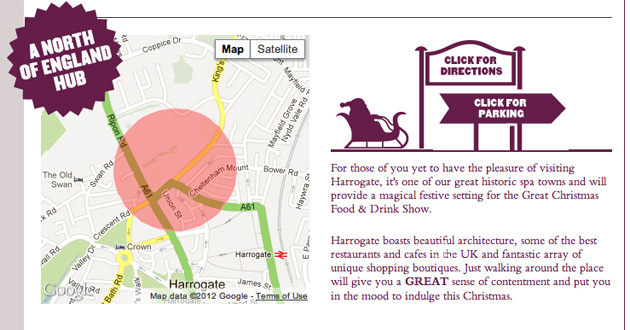 A NORTH
OF ENGLAND
HUB
Map
Satellite
Coppice Dr
King's
Mayfield Pl
Ripon Rd
Mayfield Grove
Nydd Vale Rd
The Old
Swan
Swan Rd
Cheltenham Mount
Bower Rd
A61
Union St
Crescent Rd
A61
Valley Dr
Crown
Harrogate
Harrogate
James St
Google
Map data ©2012 Google - Terms of Use
CLICK FOR
DIRECTIONS
CLICK FOR
PARKING
For those of you yet to have the pleasure of visiting
Harrogate, it's one of our great historic spa towns and will
provide a magical festive setting for the Great Christmas
Food & Drink Show.
Harrogate boasts beautiful architecture, some of the best
restaurants and cafes in the UK and fantastic array of
unique shopping boutiques. Just walking around the place
will give you a GREAT sense of contentment and put you
in the mood to indulge this Christmas.